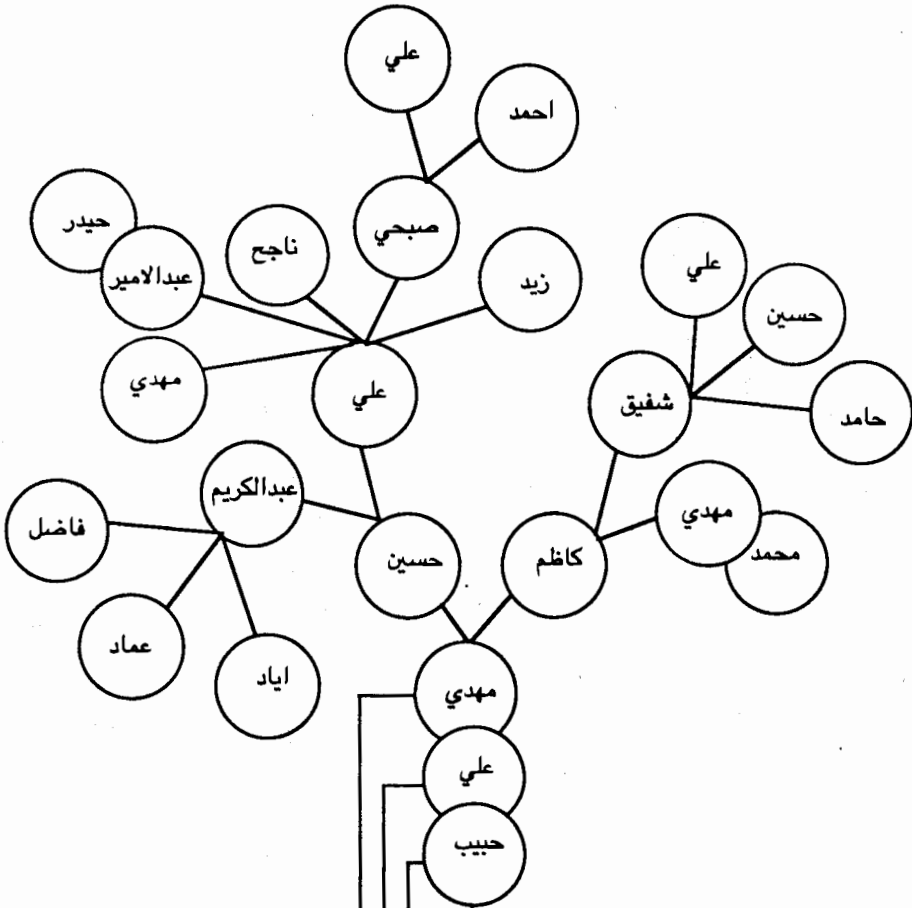 علي
احمد
حيدر
عبدالامير
ناجح
صبحي
زيد
مهدي
علي
علي
حسين
شفيق
حامد
عبدالكريم
فاضل
عماد
اياد
حسين
كاظم
مهدي
محمد
مهدي
علي
حبيب